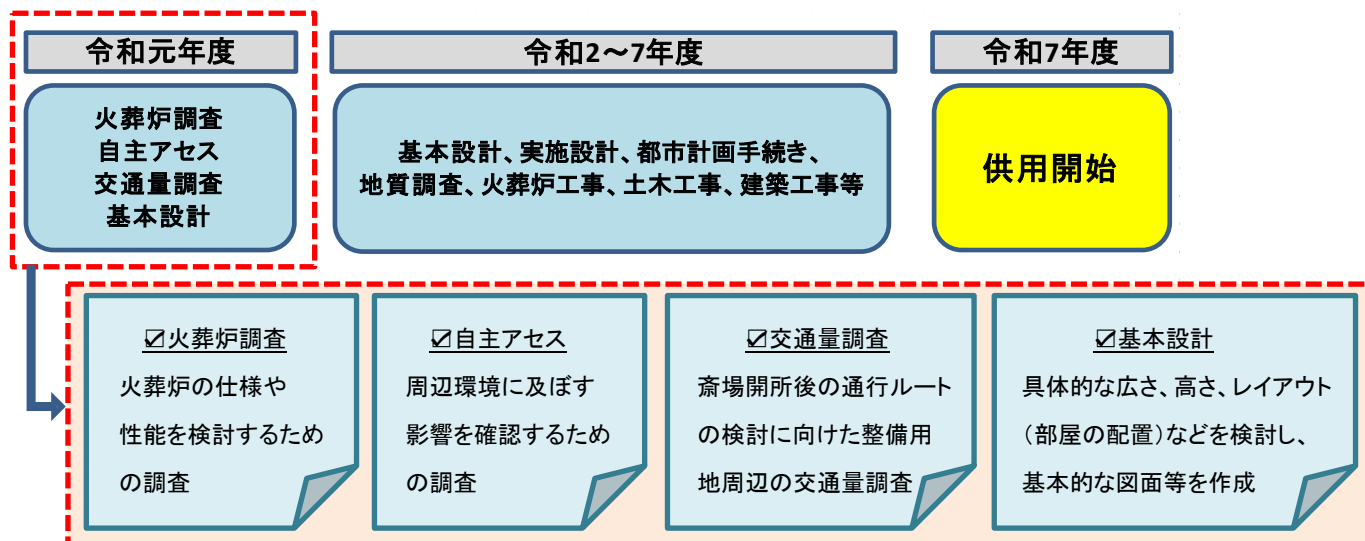 令和元年度
火葬炉調査
自主アセス
交通量調査
基本設計
令和2～7年度
基本設計、実施設計、都市計画手続き、
地質調査、火葬炉工事、土木工事、建築工事等
令和7年度
供用開始
☑火葬炉調査
火葬炉の仕様や
性能を検討するため
の調査
☑自主アセス
周辺環境に及ぼす
影響を確認するため
の調査
☑交通量調査
斎場開所後の通行ルート
の検討に向けた整備用
地周辺の交通量調査
☑基本設計
具体的な広さ、高さ、レイアウト
（部屋の配置）などを検討し、
基本的な図面等を作成